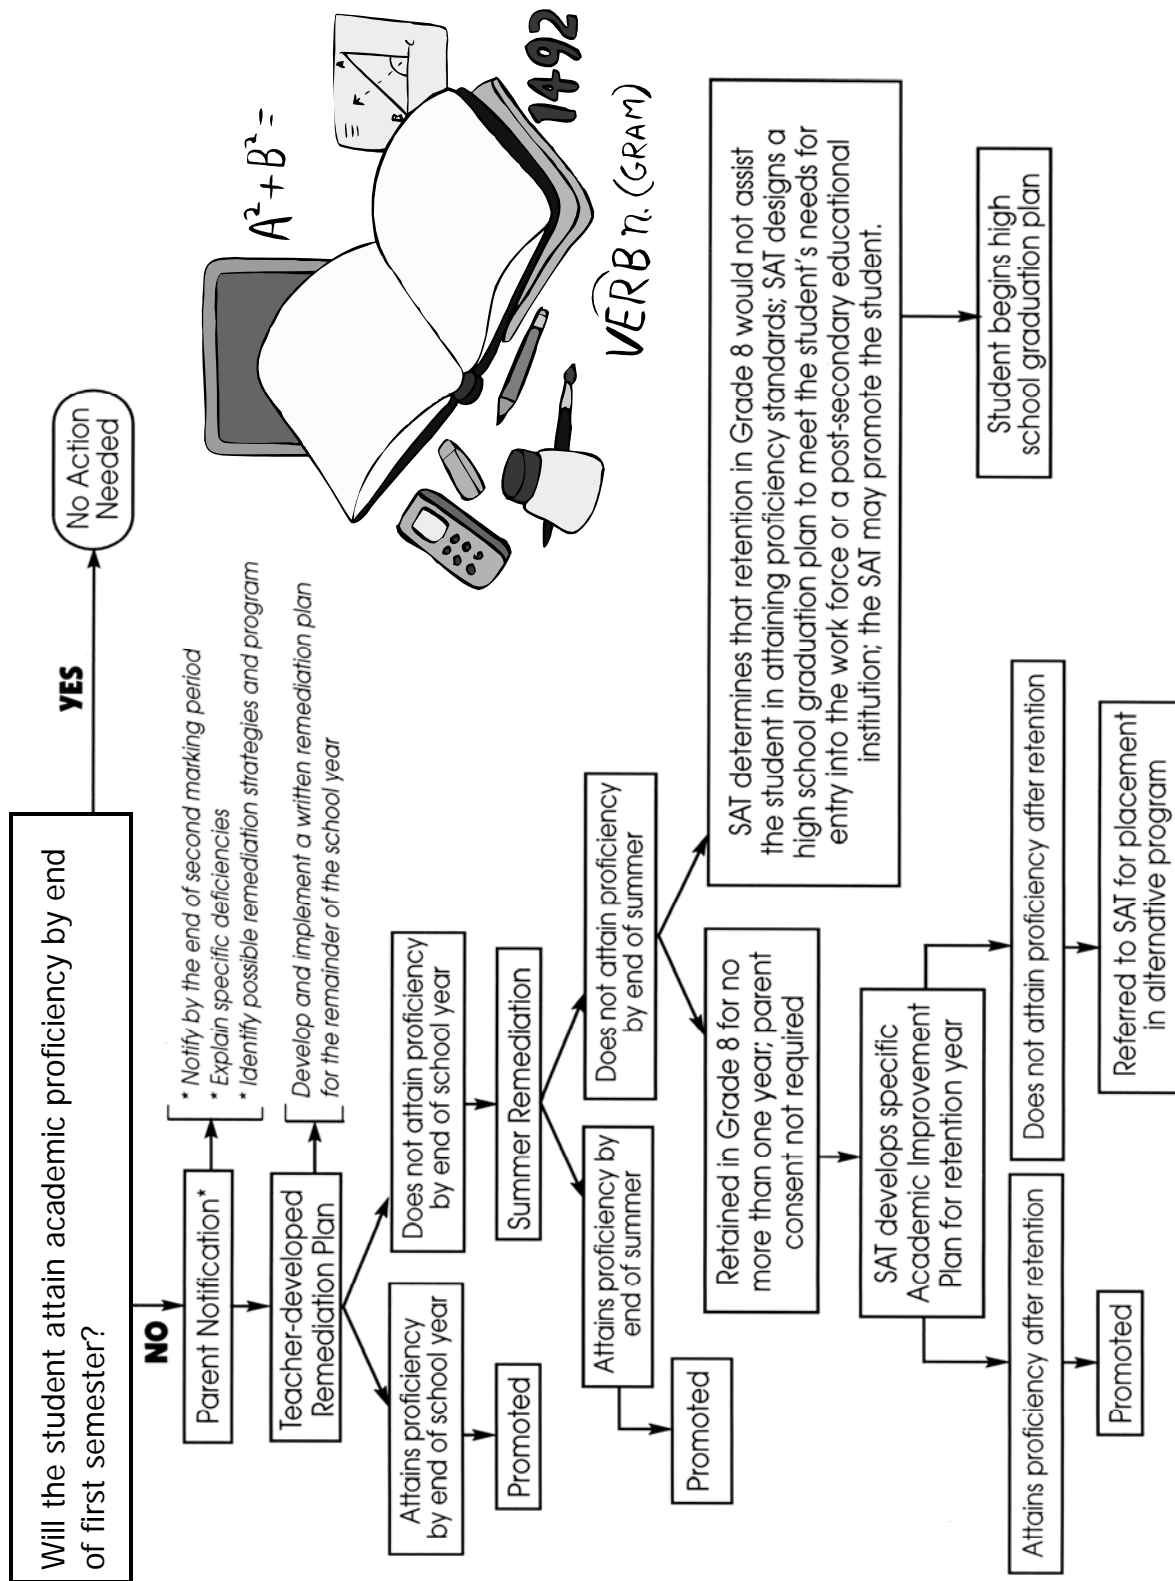 Will the student attain academic proficiency by end
of first semester?
YES
No Action
Needed
NO
Parent Notification*
* Notify by the end of second marking period
* Explain specific deficiencies
* Identify possible remediation strategies and program
Teacher-developed
Remediation Plan
Develop and implement a written remediation plan
for the remainder of the school year
Attains proficiency
by end of school year
Promoted
Does not attain proficiency
by end of school year
Summer Remediation
Attains proficiency by
end of summer
Promoted
Does not attain proficiency
by end of summer
Retained in Grade 8 for no
more than one year; parent
consent not required
SAT determines that retention in Grade 8 would not assist
the student in attaining proficiency standards; SAT designs a
high school graduation plan to meet the student's needs for
entry into the work force or a post-secondary educational
institution; the SAT may promote the student.
Student begins high
school graduation plan
SAT develops specific
Academic Improvement
Plan for retention year
Attains proficiency after retention
Promoted
Does not attain proficiency after retention
Referred to SAT for placement
in alternative program
A²+B²=
A
B
C
1492
VERB n. (GRAM)